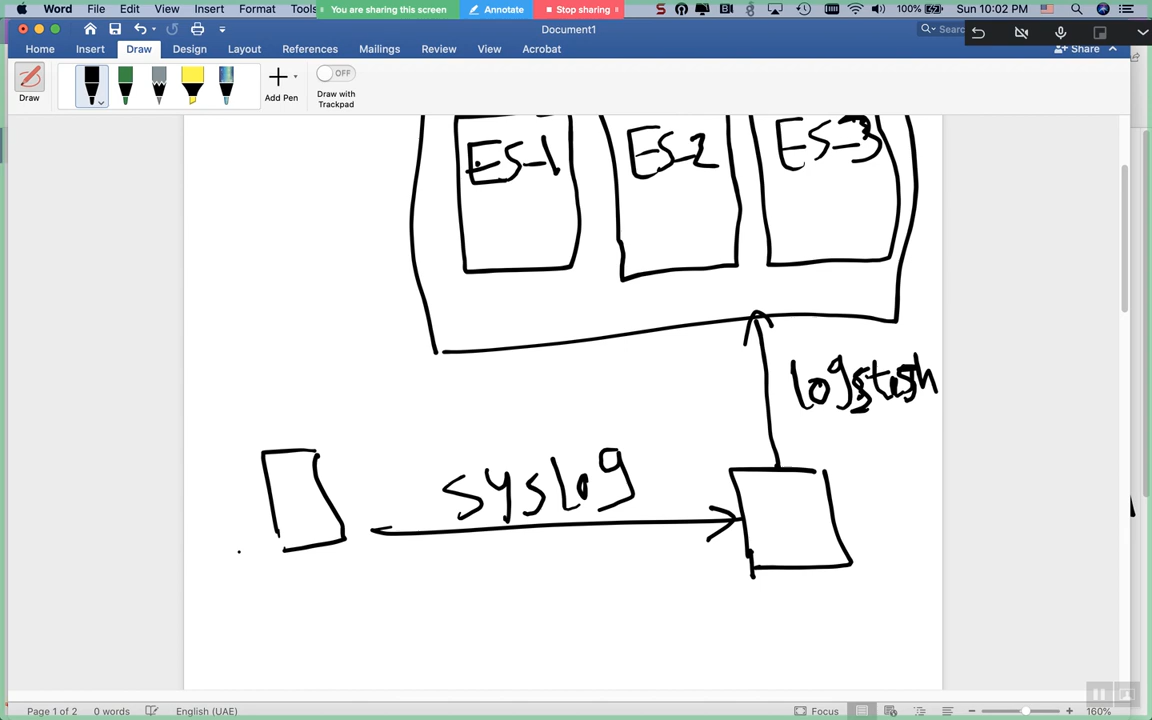 Word File Edit View Insert Format Tools You are sharing this screen Annotate Stop sharing 100% Sun 10:02 PM
Document1
Home Insert Draw Design Layout References Mailings Review View Acrobat Share
Draw Add Pen Draw with Trackpad OFF
ES-1 ES-2 ES-3
logstash
syslog
Page 1 of 2 0 words English (UAE) Focus 160%